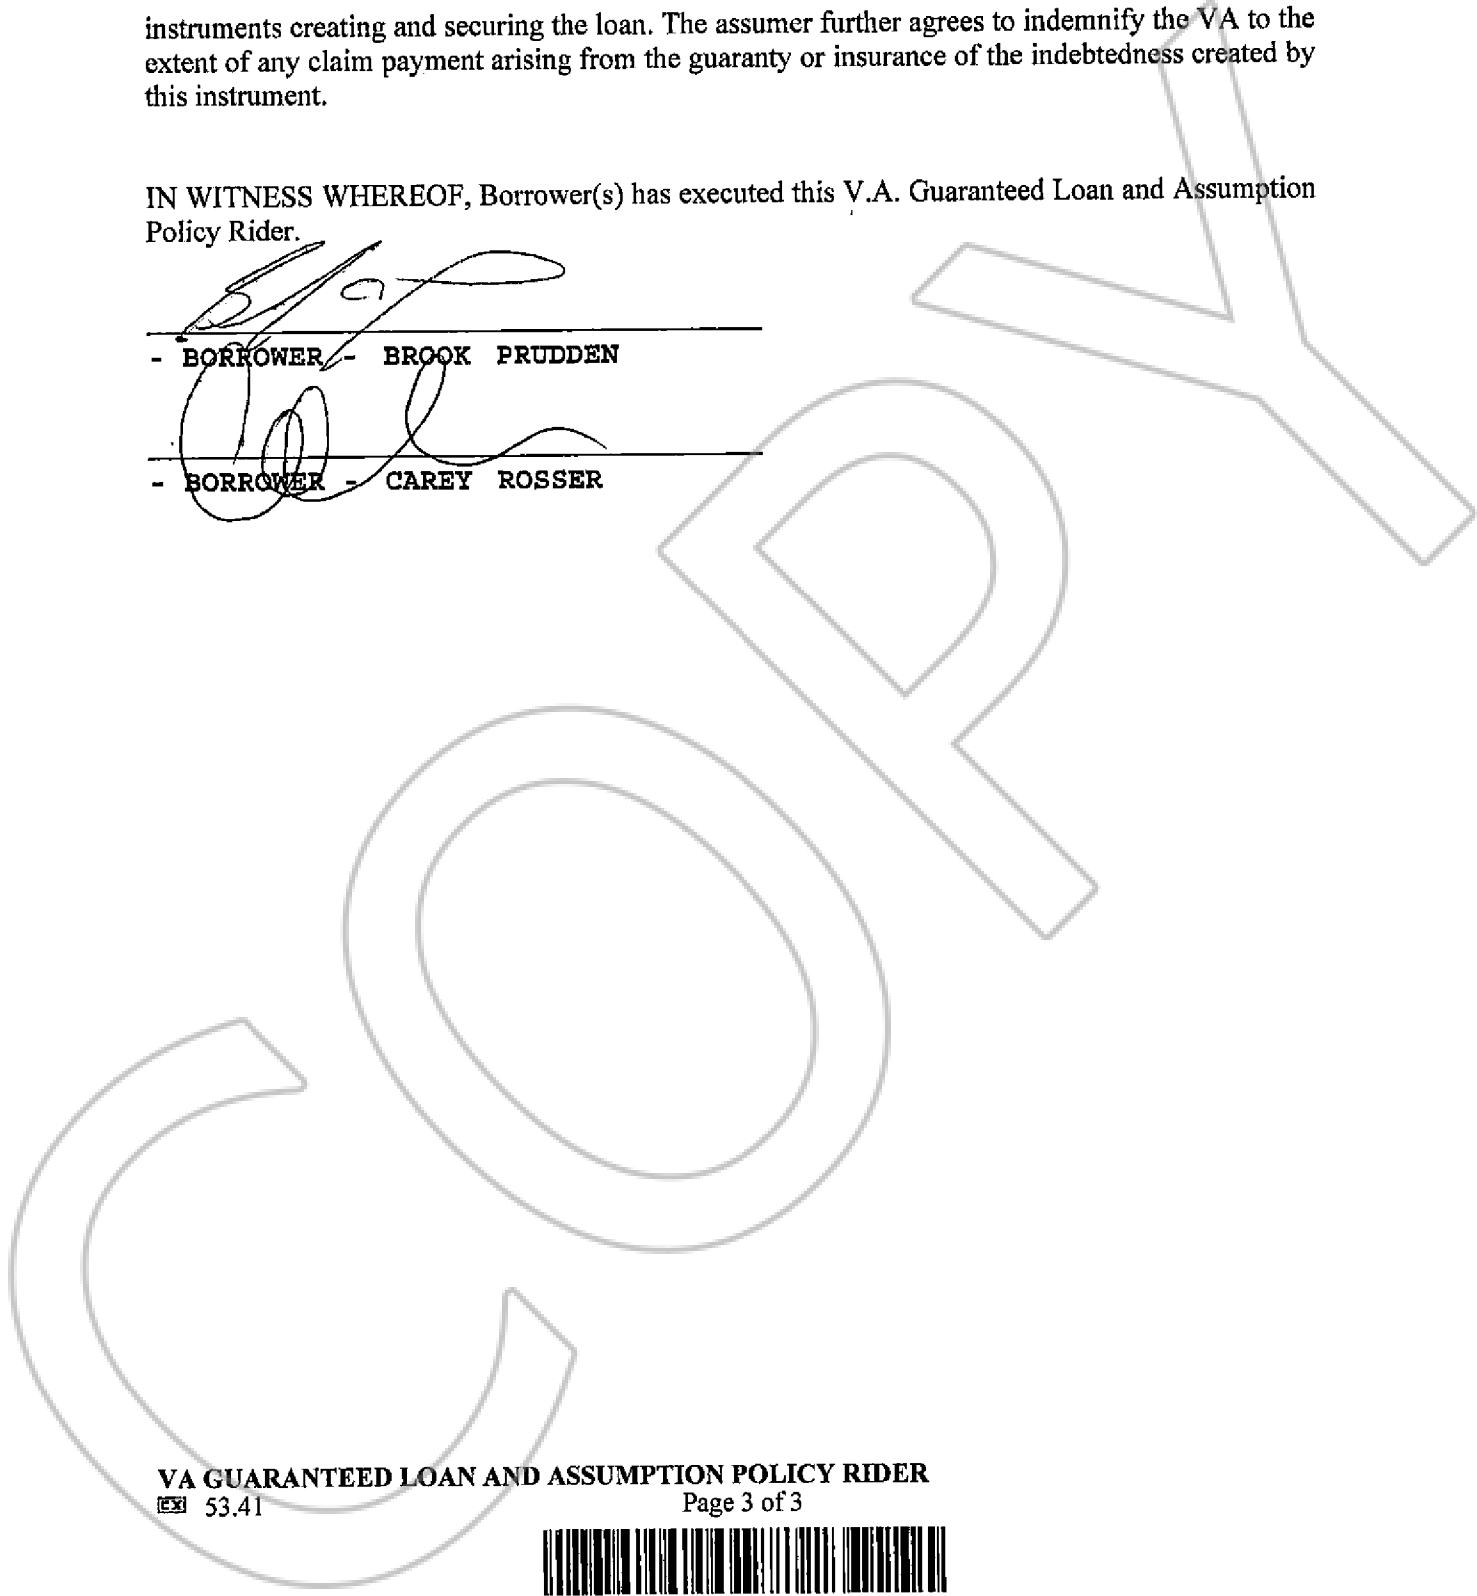 instruments creating and securing the loan. The assumer further agrees to indemnify the VA to the
extent of any claim payment arising from the guaranty or insurance of the indebtedness created by
this instrument.
IN WITNESS WHEREOF, Borrower(s) has executed this V.A. Guaranteed Loan and Assumption
Policy Rider.
- BORROWER - BROOK PRUDDEN
- BORROWER - CAREY ROSSER
COPY
VA GUARANTEED LOAN AND ASSUMPTION POLICY RIDER
EX 53.41 Page 3 of 3